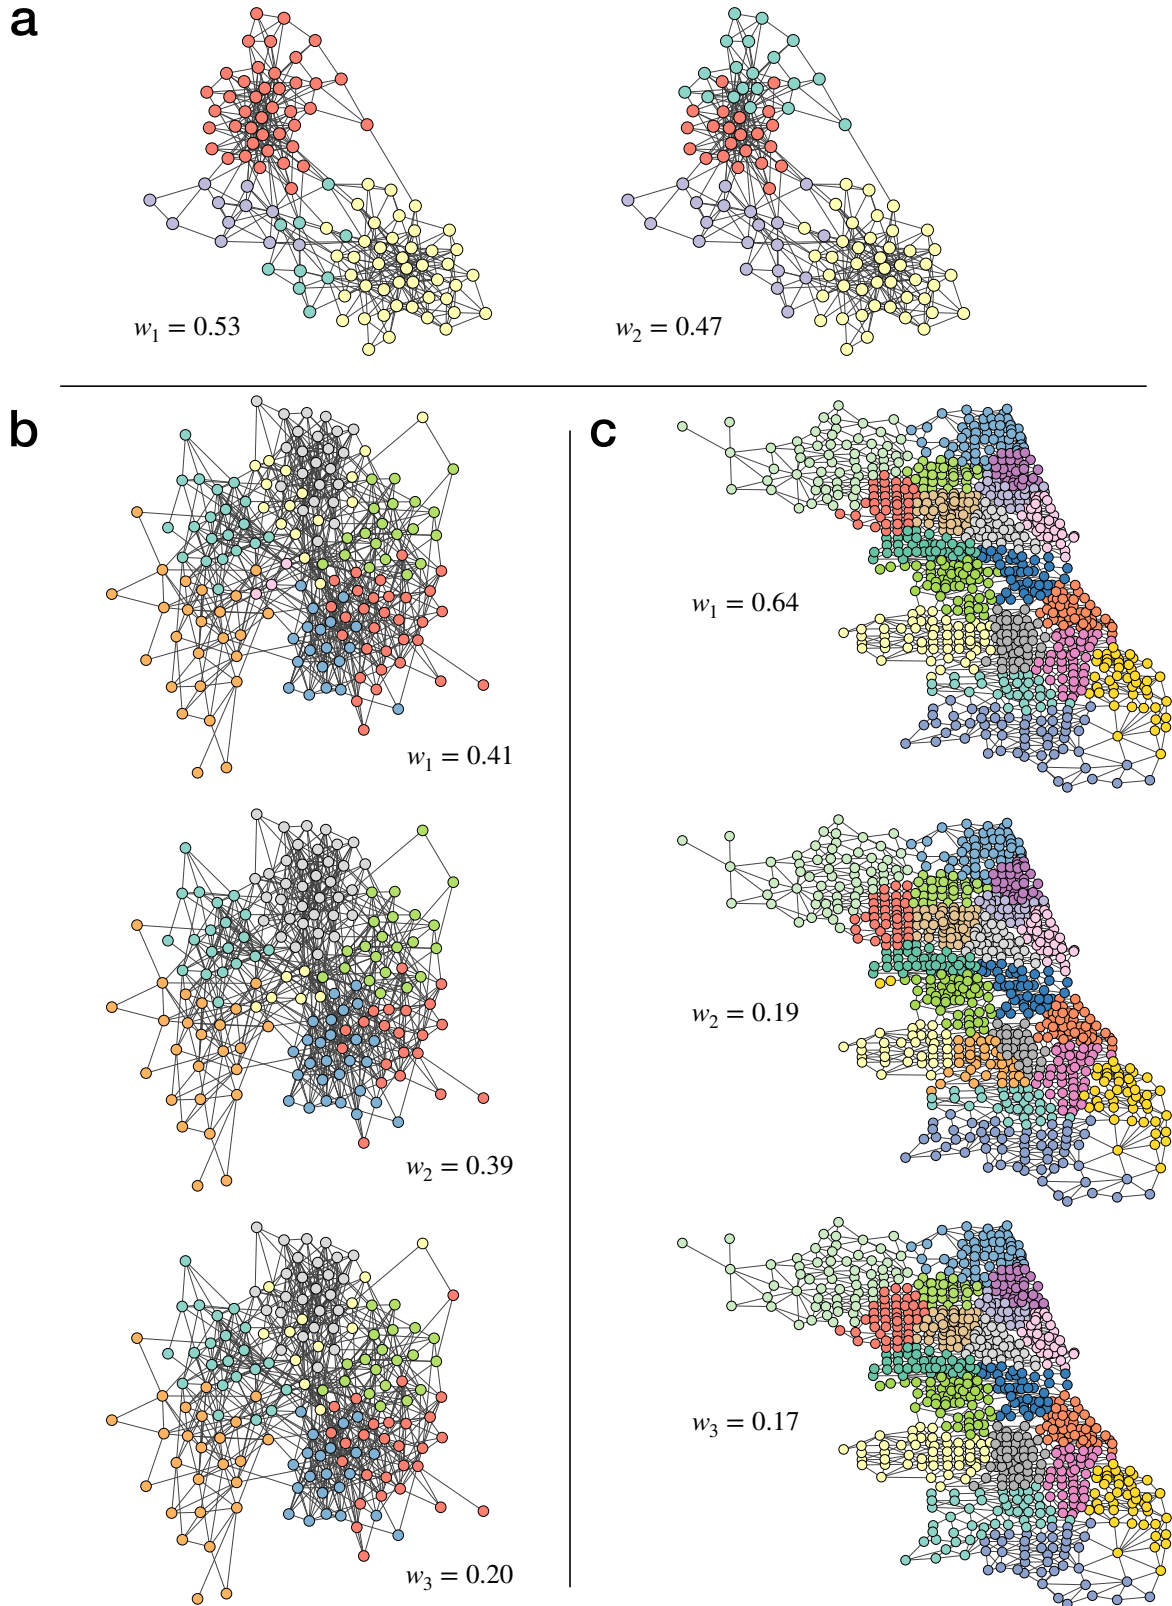 a
w₁ = 0.53
w₂ = 0.47
b
w₁ = 0.41
w₂ = 0.39
w₃ = 0.20
c
w₁ = 0.64
w₂ = 0.19
w₃ = 0.17